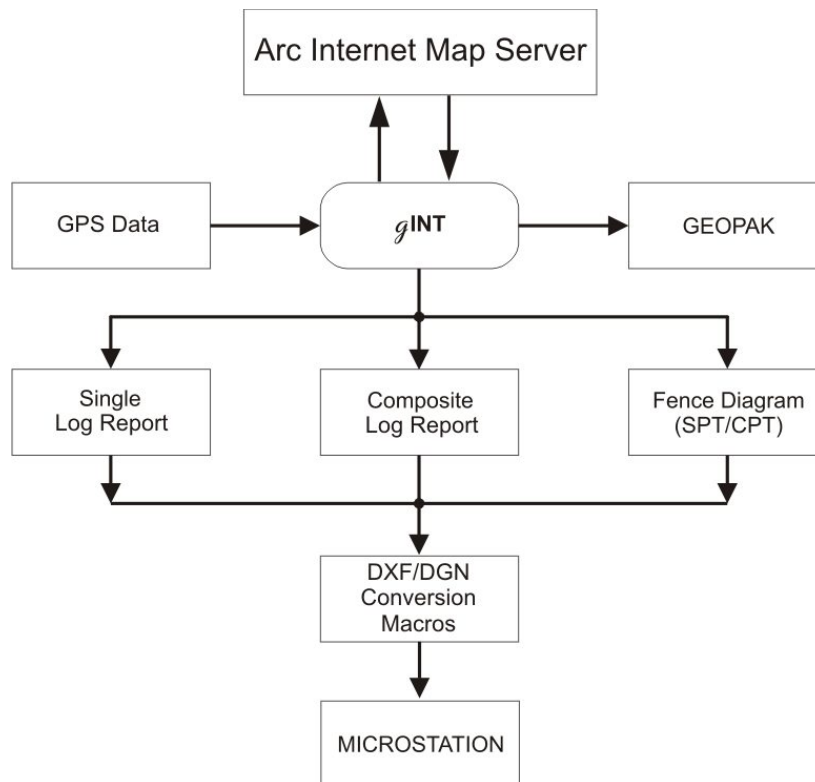 Arc Internet Map Server
GPS Data
gINT
GEOPAK
Single
Log Report
Composite
Log Report
Fence Diagram
(SPT/CPT)
DXF/DGN
Conversion
Macros
MICROSTATION